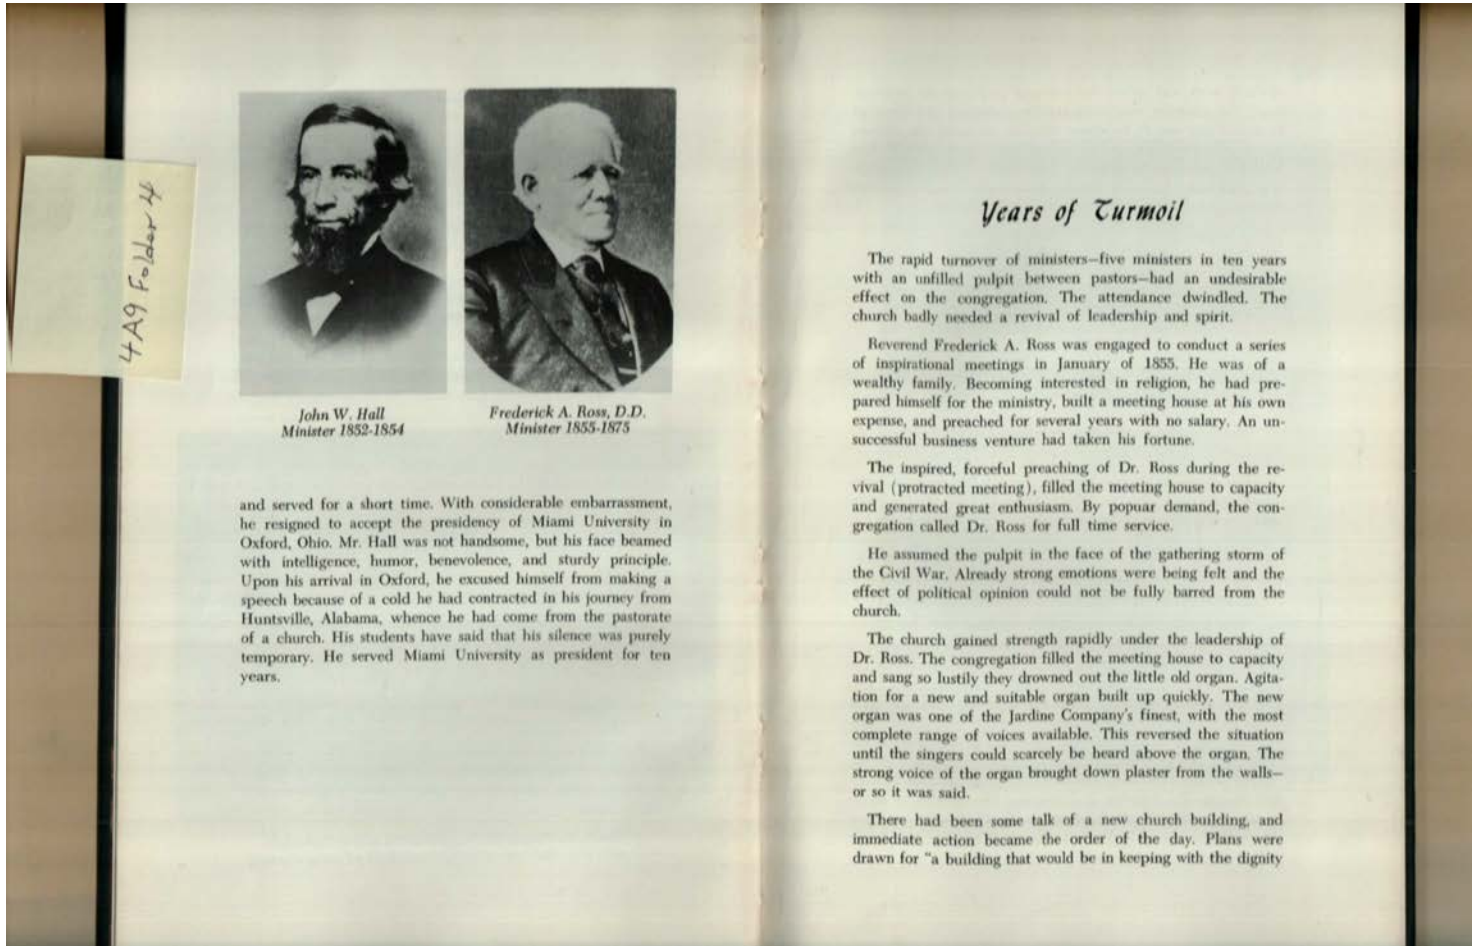 4A9 Folder 4
John W. Hall
Minister 1852-1854
Frederick A. Ross, D.D.
Minister 1855-1875
and served for a short time. With considerable embarrassment,
he resigned to accept the presidency of Miami University in
Oxford, Ohio. Mr. Hall was not handsome, but his face beamed
with intelligence, humor, benevolence, and sturdy principle.
Upon his arrival in Oxford, he excused himself from making a
speech because of a cold he had contracted in his journey from
Huntsville, Alabama, whence he had come from the pastorate
of a church. His students have said that his silence was purely
temporary. He served Miami University as president for ten
years.
Years of Turmoil
The rapid turnover of ministers—five ministers in ten years
with an unfilled pulpit between pastors—had an undesirable
effect on the congregation. The attendance dwindled. The
church badly needed a revival of leadership and spirit.
Reverend Frederick A. Ross was engaged to conduct a series
of inspirational meetings in January of 1855. He was of a
wealthy family. Becoming interested in religion, he had pre-
pared himself for the ministry, built a meeting house at his own
expense, and preached for several years with no salary. An un-
successful business venture had taken his fortune.
The inspired, forceful preaching of Dr. Ross during the re-
vival (protracted meeting), filled the meeting house to capacity
and generated great enthusiasm. By popuar demand, the con-
gregation called Dr. Ross for full time service.
He assumed the pulpit in the face of the gathering storm of
the Civil War. Already strong emotions were being felt and the
effect of political opinion could not be fully barred from the
church.
The church gained strength rapidly under the leadership of
Dr. Ross. The congregation filled the meeting house to capacity
and sang so lustily they drowned out the little old organ. Agita-
tion for a new and suitable organ built up quickly. The new
organ was one of the Jardine Company's finest, with the most
complete range of voices available. This reversed the situation
until the singers could scarcely be heard above the organ. The
strong voice of the organ brought down plaster from the walls—
or so it was said.
There had been some talk of a new church building, and
immediate action became the order of the day. Plans were
drawn for "a building that would be in keeping with the dignity